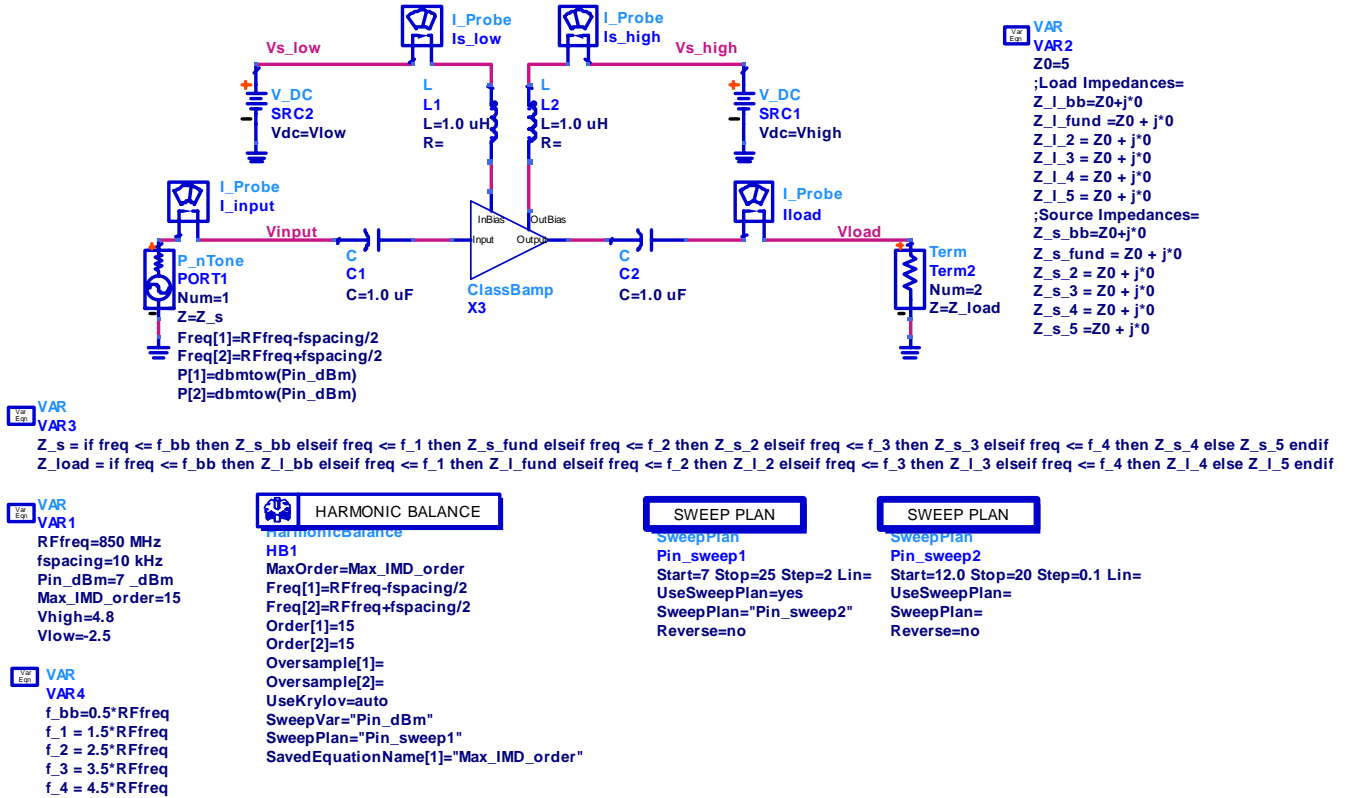 I_Probe
Is_low
I_Probe
Is_high
Vs_low
Vs_high
V_DC
SRC2
Vdc=Vlow
L
L1
L=1.0 uH
R=
L
L2
L=1.0 uH
R=
V_DC
SRC1
Vdc=Vhigh
I_Probe
I_input
Vinput
P_nTone
PORT1
Num=1
Z=Z_s
Freq[1]=RFfreq-fspacing/2
Freq[2]=RFfreq+fspacing/2
P[1]=dbmtow(Pin_dBm)
P[2]=dbmtow(Pin_dBm)
C
C1
C=1.0 uF
InBias
OutBias
Input
Output
ClassBamp
X3
C
C2
C=1.0 uF
I_Probe
Iload
Vload
Term
Term2
Num=2
Z=Z_load
Var
Eqn
VAR
VAR2
Z0=5
;Load Impedances=
Z_l_bb=Z0+j*0
Z_l_fund =Z0 + j*0
Z_l_2 = Z0 + j*0
Z_l_3 = Z0 + j*0
Z_l_4 = Z0 + j*0
Z_l_5 = Z0 + j*0
;Source Impedances=
Z_s_bb=Z0+j*0
Z_s_fund = Z0 + j*0
Z_s_2 = Z0 + j*0
Z_s_3 = Z0 + j*0
Z_s_4 = Z0 + j*0
Z_s_5 =Z0 + j*0
Var
Eqn
VAR
VAR3
Z_s = if freq <= f_bb then Z_s_bb elseif freq <= f_1 then Z_s_fund elseif freq <= f_2 then Z_s_2 elseif freq <= f_3 then Z_s_3 elseif freq <= f_4 then Z_s_4 else Z_s_5 endif
Z_load = if freq <= f_bb then Z_l_bb elseif freq <= f_1 then Z_l_fund elseif freq <= f_2 then Z_l_2 elseif freq <= f_3 then Z_l_3 elseif freq <= f_4 then Z_l_4 else Z_l_5 endif
Var
Eqn
VAR
VAR1
RFfreq=850 MHz
fspacing=10 kHz
Pin_dBm=7 _dBm
Max_IMD_order=15
Vhigh=4.8
Vlow=-2.5
Var
Eqn
VAR
VAR4
f_bb=0.5*RFfreq
f_1 = 1.5*RFfreq
f_2 = 2.5*RFfreq
f_3 = 3.5*RFfreq
f_4 = 4.5*RFfreq
HARMONIC BALANCE
HarmonicBalance
HB1
MaxOrder=Max_IMD_order
Freq[1]=RFfreq-fspacing/2
Freq[2]=RFfreq+fspacing/2
Order[1]=15
Order[2]=15
Oversample[1]=
Oversample[2]=
UseKrylov=auto
SweepVar="Pin_dBm"
SweepPlan="Pin_sweep1"
SavedEquationName[1]="Max_IMD_order"
SWEEP PLAN
SweepPlan
Pin_sweep1
Start=7 Stop=25 Step=2 Lin=
UseSweepPlan=yes
SweepPlan="Pin_sweep2"
Reverse=no
SWEEP PLAN
SweepPlan
Pin_sweep2
Start=12.0 Stop=20 Step=0.1 Lin=
UseSweepPlan=
SweepPlan=
Reverse=no